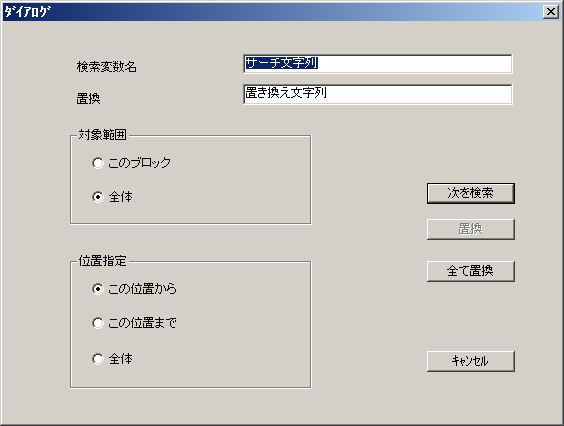 ﾀﾞｲｱﾛｸﾞ
検索変数名
サーチ文字列
置換
置き換え文字列
対象範囲
このブロック
全体
次を検索
置換
位置指定
全て置換
この位置から
この位置まで
全体
ｷｬﾝｾﾙ